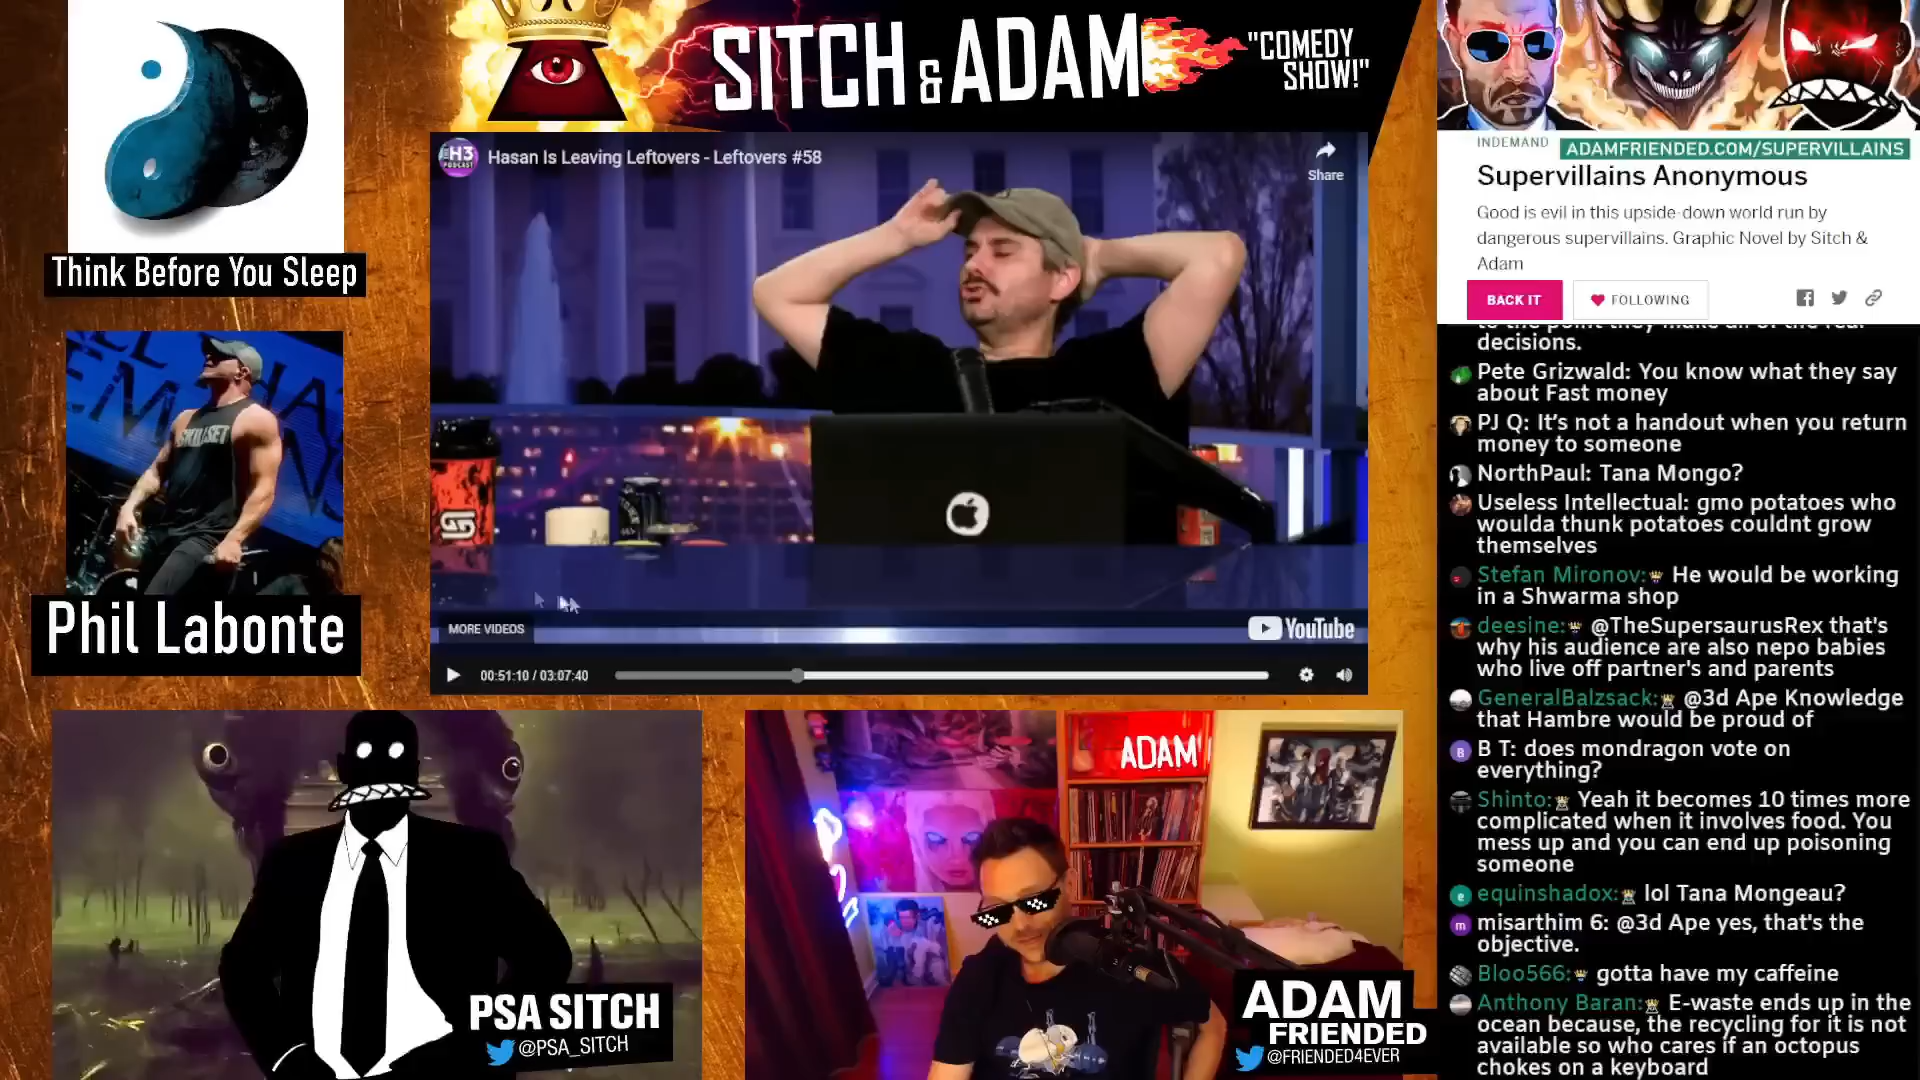 Think Before You Sleep
Phil Labonte
SITCH & ADAM
"COMEDY
SHOW!"
H3
PODCAST
Hasan Is Leaving Leftovers - Leftovers #58
Share
MORE VIDEOS
YouTube
00:51:10 / 03:07:40
PSA SITCH
@PSA_SITCH
ADAM
ADAM
FRIENDED
@FRIENDED4EVER
INDEMAND
ADAMFRIENDED.COM/SUPERVILLAINS
Supervillains Anonymous
Good is evil in this upside-down world run by
dangerous supervillains. Graphic Novel by Sitch &
Adam
BACK IT
FOLLOWING
to the point they make all of the real
decisions.
Pete Grizwald: You know what they say
about Fast money
PJ Q: It's not a handout when you return
money to someone
NorthPaul: Tana Mongo?
Useless Intellectual: gmo potatoes who
woulda thunk potatoes couldnt grow
themselves
Stefan Mironov: He would be working
in a Shwarma shop
deesine: @TheSupersaurusRex that's
why his audience are also nepo babies
who live off partner's and parents
GeneralBalzsack: @3d Ape Knowledge
that Hambre would be proud of
B T: does mondragon vote on
everything?
Shinto: Yeah it becomes 10 times more
complicated when it involves food. You
mess up and you can end up poisoning
someone
equinshadox: lol Tana Mongeau?
misarthim 6: @3d Ape yes, that's the
objective.
Bloo566: gotta have my caffeine
Anthony Baran: E-waste ends up in the
ocean because, the recycling for it is not
available so who cares if an octopus
chokes on a keyboard